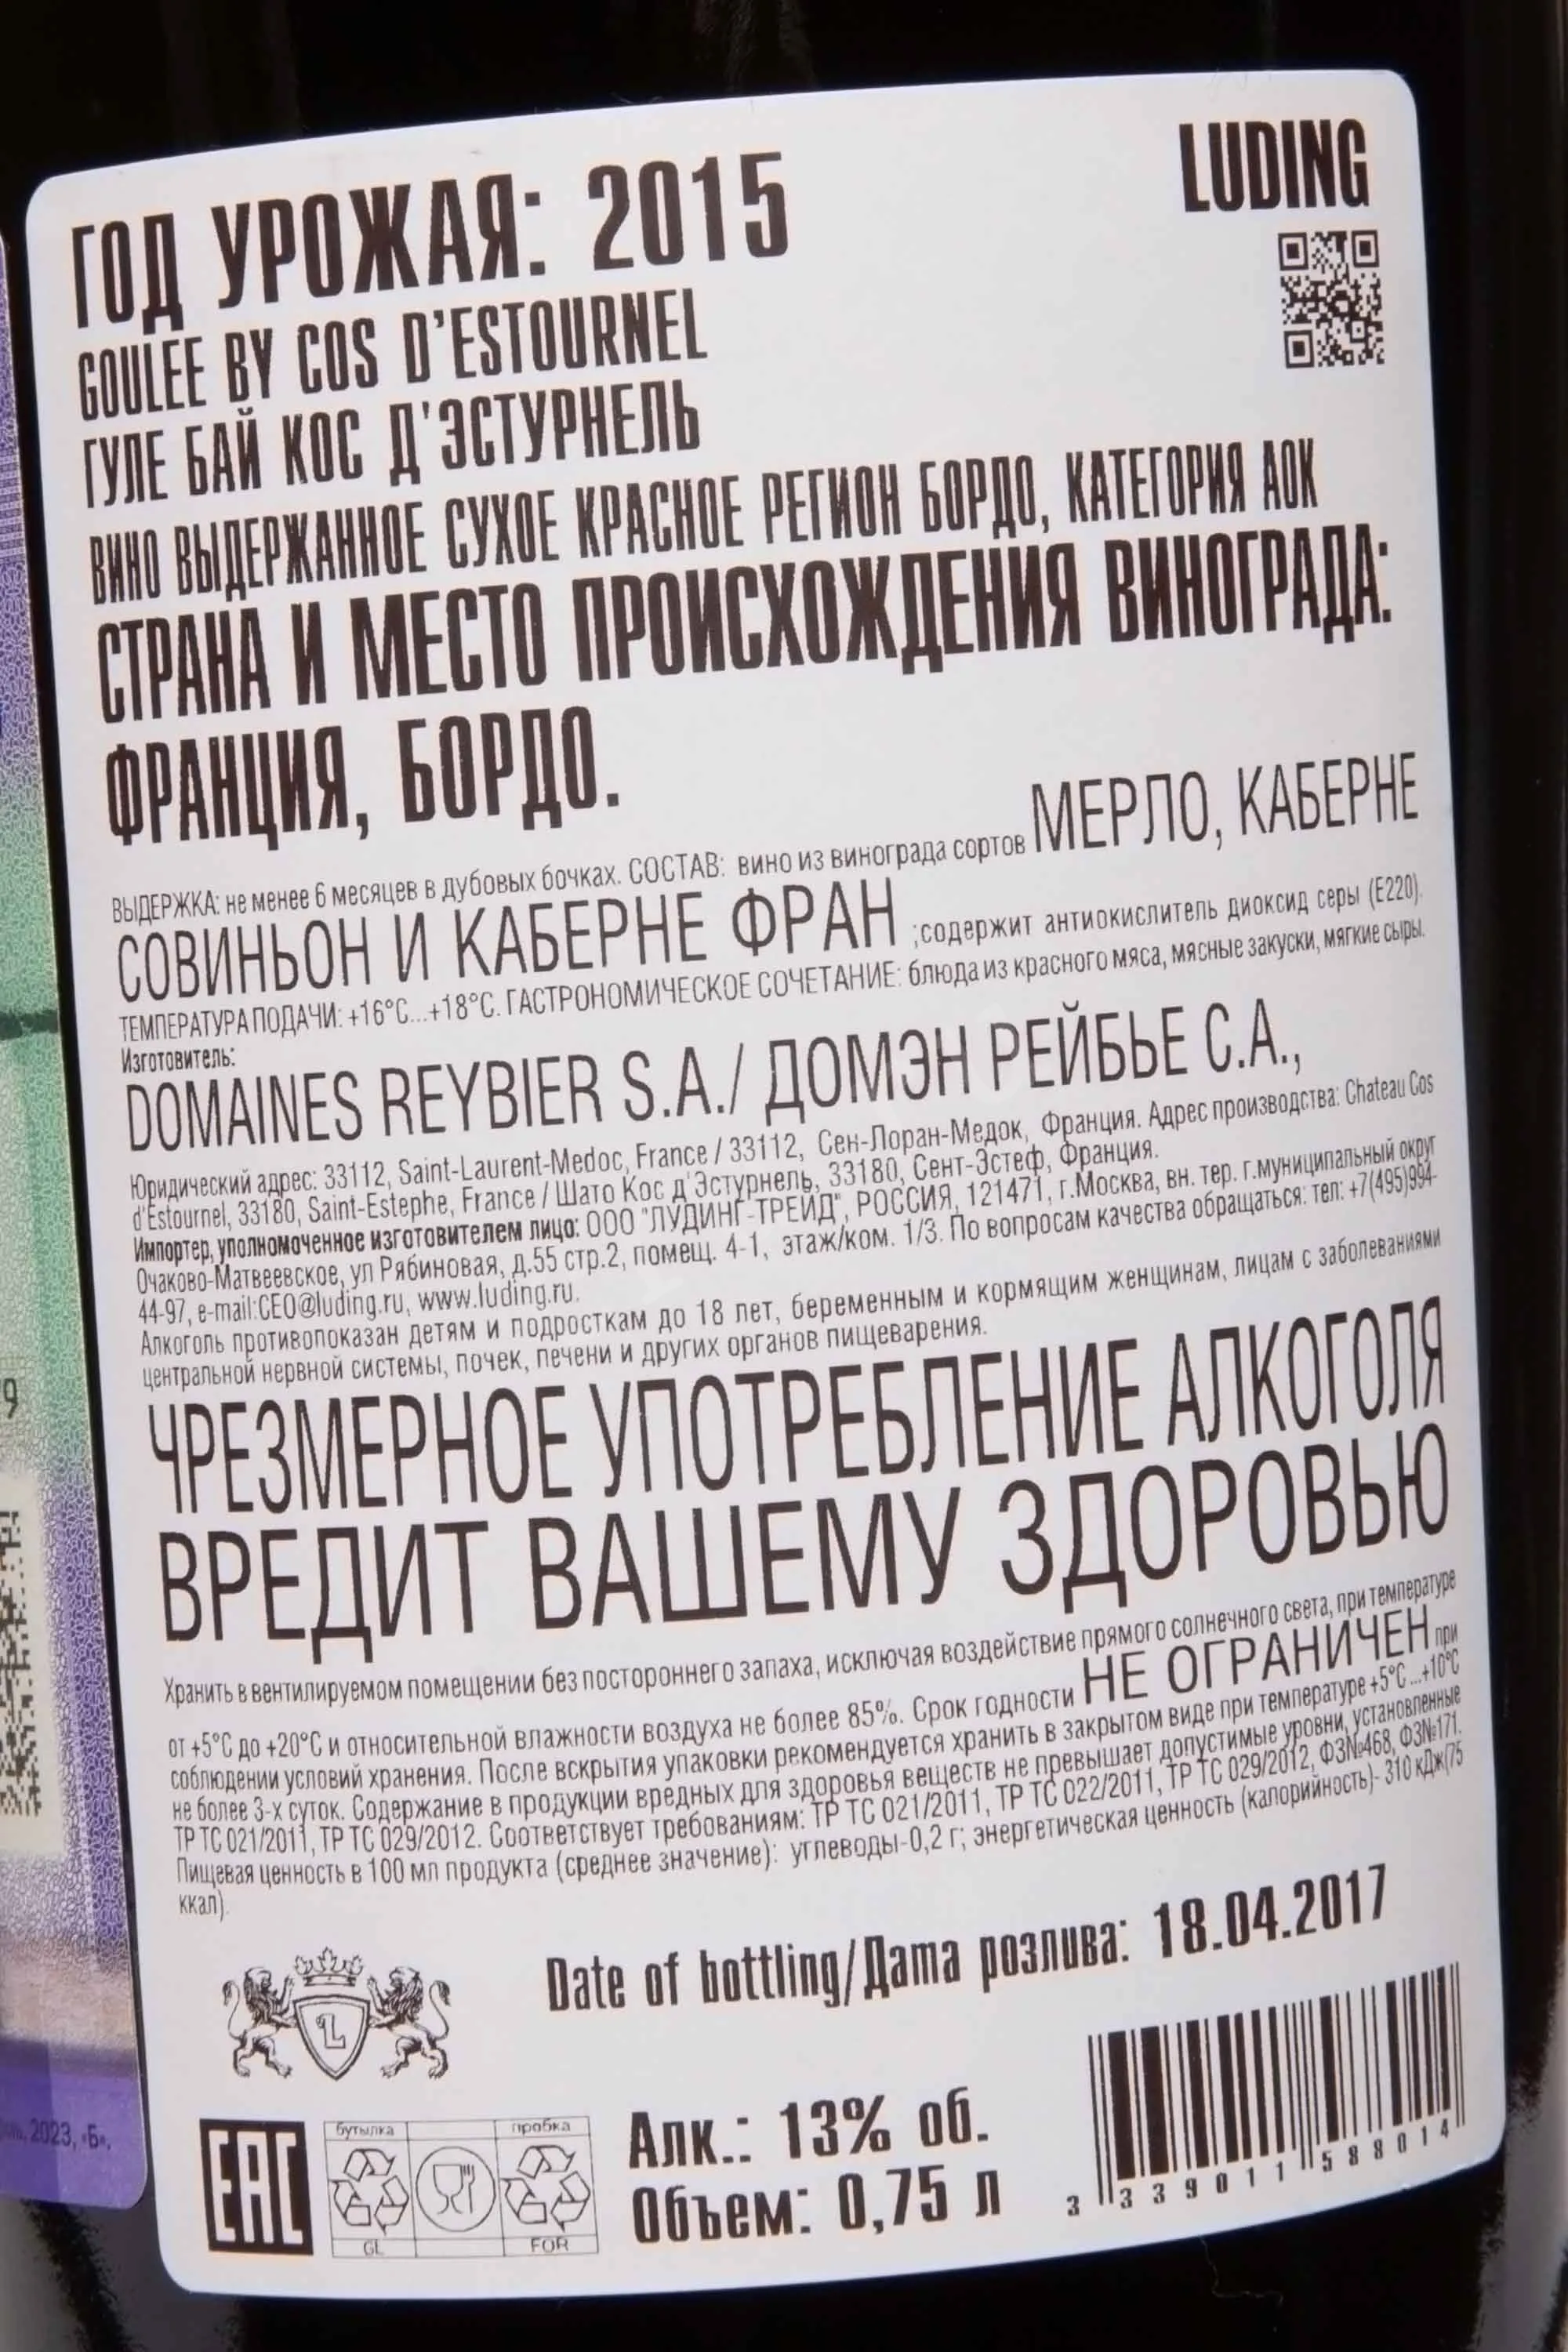 LUDING
ГОД УРОЖАЯ: 2015
GOULEE BY COS D'ESTOURNEL
ГУЛЕ БАЙ КОС Д'ЭСТУРНЕЛЬ
ВИНО ВЫДЕРЖАННОЕ СУХОЕ КРАСНОЕ РЕГИОН БОРДО, КАТЕГОРИЯ АОК
СТРАНА И МЕСТО ПРОИСХОЖДЕНИЯ ВИНОГРАДА:
ФРАНЦИЯ, БОРДО.
ВЫДЕРЖКА: не менее 6 месяцев в дубовых бочках. СОСТАВ: вино из винограда сортов МЕРЛО, КАБЕРНЕ
СОВИНЬОН И КАБЕРНЕ ФРАН ;содержит антиокислитель диоксид серы (Е220).
ТЕМПЕРАТУРА ПОДАЧИ: +16°С...+18°С. ГАСТРОНОМИЧЕСКОЕ СОЧЕТАНИЕ: блюда из красного мяса, мясные закуски, мягкие сыры.
Изготовитель:
DOMAINES REYBIER S.A./ ДОМЭН РЕЙБЬЕ С.А.,
Юридический адрес: 33112, Saint-Laurent-Medoc, France / 33112, Сен-Лоран-Медок, Франция. Адрес производства: Chateau Cos
d'Estournel, 33180, Saint-Estephe, France / Шато Кос д'Эстурнель, 33180, Сент-Эстеф, Франция.
Импортер, уполномоченное изготовителем лицо: ООО "ЛУДИНГ-ТРЕЙД", РОССИЯ, 121471, г.Москва, вн. тер. г.муниципальный округ
Очаково-Матвеевское, ул Рябиновая, д.55 стр.2, помещ. 4-1, этаж/ком. 1/3. По вопросам качества обращаться: тел: +7(495)994-
44-97, e-mail:CEO@luding.ru, www.luding.ru.
Алкоголь противопоказан детям и подросткам до 18 лет, беременным и кормящим женщинам, лицам с заболеваниями
центральной нервной системы, почек, печени и других органов пищеварения.
ЧРЕЗМЕРНОЕ УПОТРЕБЛЕНИЕ АЛКОГОЛЯ
ВРЕДИТ ВАШЕМУ ЗДОРОВЬЮ
Хранить в вентилируемом помещении без постороннего запаха, исключая воздействие прямого солнечного света, при температуре
от +5°С до +20°С и относительной влажности воздуха не более 85%. Срок годности НЕ ОГРАНИЧЕН при
соблюдении условий хранения. После вскрытия упаковки рекомендуется хранить в закрытом виде при температуре +5°С ...+10°С
не более 3-х суток. Содержание в продукции вредных для здоровья веществ не превышает допустимые уровни, установленные
ТР ТС 021/2011, ТР ТС 029/2012. Соответствует требованиям: ТР ТС 021/2011, ТР ТС 022/2011, ТР ТС 029/2012, ФЗ№468, ФЗ№171.
Пищевая ценность в 100 мл продукта (среднее значение): углеводы-0,2 г; энергетическая ценность (калорийность)- 310 кДж(75
ккал).
Date of bottling/Дата розлива: 18.04.2017
L
EAC
бутылка
пробка
GL
FOR
Алк.: 13% об.
Объем: 0,75 л
3 339011 588014
9
2023, «Б».